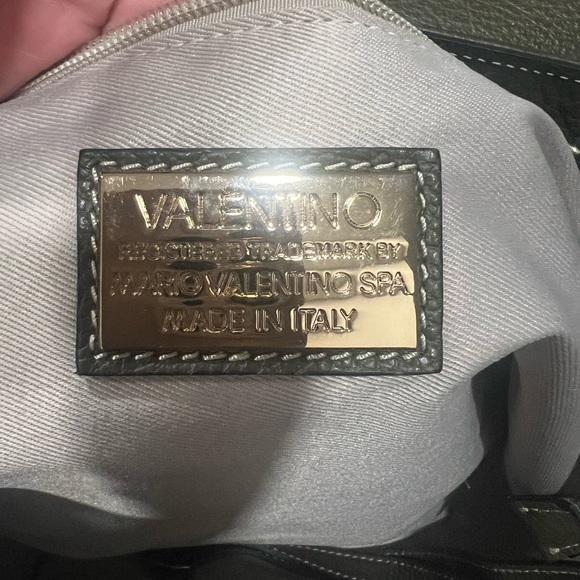 VALENTINO
REGISTERED TRADEMARK BY
MARIO VALENTINO SPA.
MADE IN ITALY